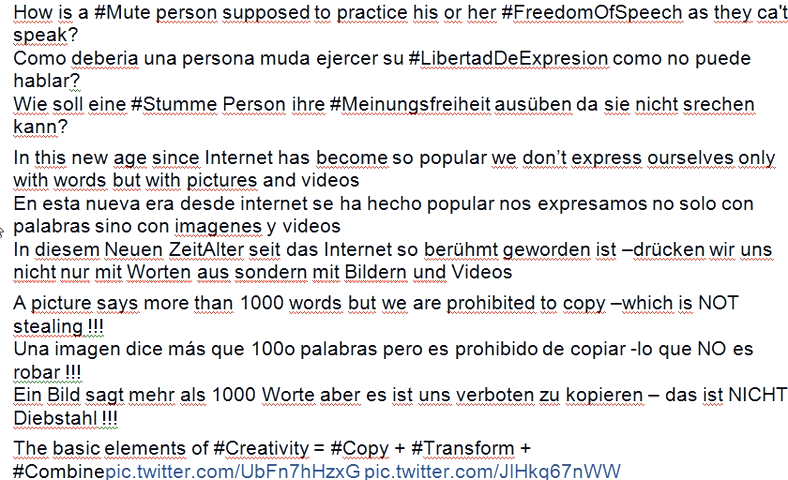 How is a #Mute person supposed to practice his or her #FreedomOfSpeech as they ca't
speak?
Como deberia una persona muda ejercer su #LibertadDeExpresion como no puede
hablar?
Wie soll eine #Stumme Person ihre #Meinungsfreiheit ausüben da sie nicht srechen
kann?
In this new age since Internet has become so popular we don’t express ourselves only
with words but with pictures and videos
En esta nueva era desde internet se ha hecho popular nos expresamos no solo con
palabras sino con imagenes y videos
In diesem Neuen ZeitAlter seit das Internet so berühmt geworden ist –drücken wir uns
nicht nur mit Worten aus sondern mit Bildern und Videos
A picture says more than 1000 words but we are prohibited to copy –which is NOT
stealing !!!
Una imagen dice más que 100o palabras pero es prohibido de copiar -lo que NO es
robar !!!
Ein Bild sagt mehr als 1000 Worte aber es ist uns verboten zu kopieren – das ist NICHT
Diebstahl !!!
The basic elements of #Creativity = #Copy + #Transform +
#Combinepic.twitter.com/UbFn7hHzxG pic.twitter.com/JlHkq67nWW